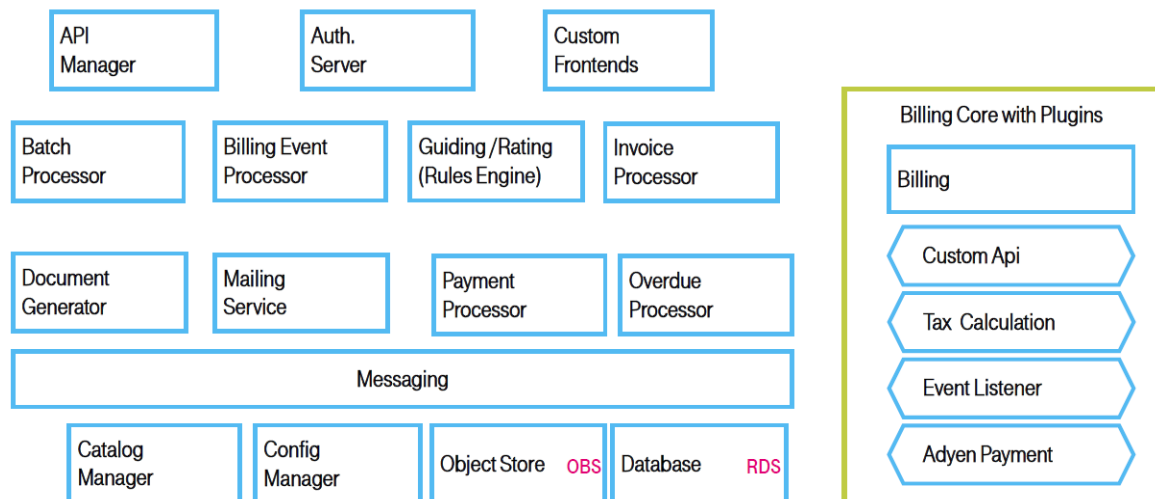 API
Manager
Auth.
Server
Custom
Frontends
Batch
Processor
Billing Event
Processor
Guiding /Rating
(Rules Engine)
Invoice
Processor
Document
Generator
Mailing
Service
Payment
Processor
Overdue
Processor
Messaging
Catalog
Manager
Config
Manager
Object Store OBS
Database RDS
Billing Core with Plugins
Billing
Custom Api
Tax Calculation
Event Listener
Adyen Payment